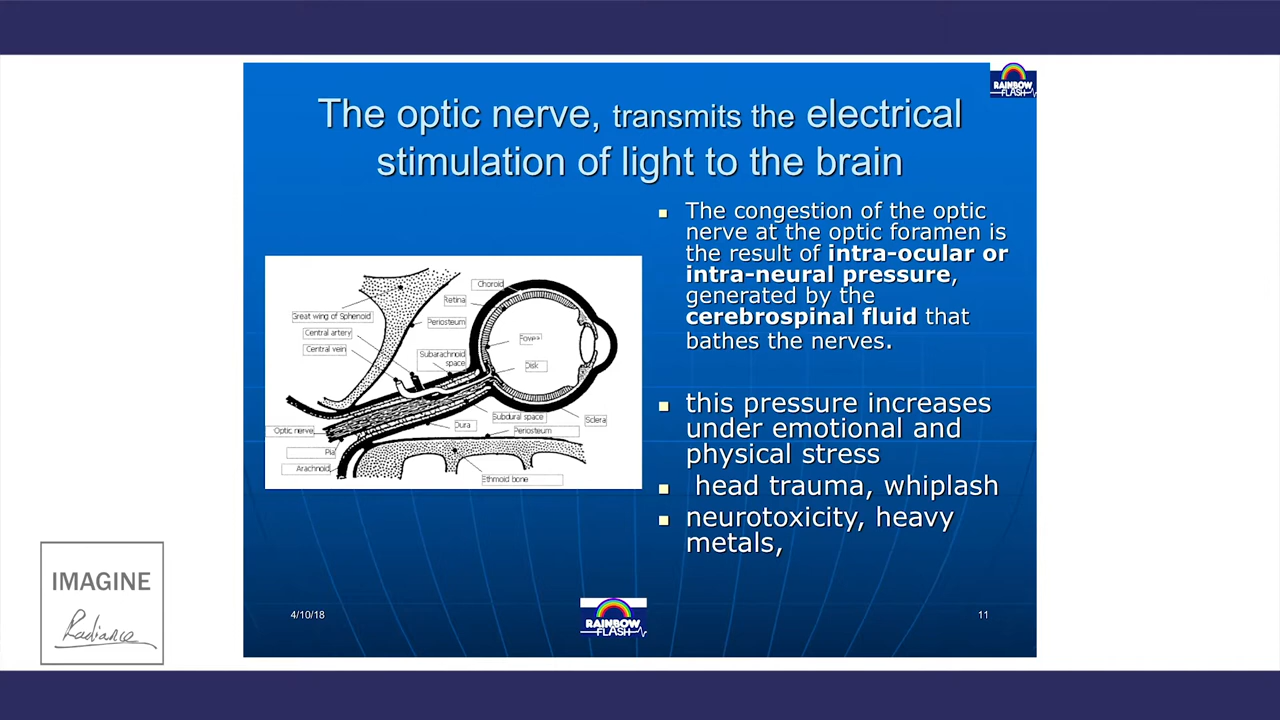 RAINBOW
FLASH
The optic nerve, transmits the electrical
stimulation of light to the brain
The congestion of the optic
nerve at the optic foramen is
the result of intra-ocular or
intra-neural pressure,
generated by the
cerebrospinal fluid that
bathes the nerves.
this pressure increases
under emotional and
physical stress
head trauma, whiplash
neurotoxicity, heavy
metals,
Choroid
Retina
Great wing of Sphenoid
Periosteum
Central artery
Central vein
Subarachnoid
space
Fovea
Disk
Optic nerve
Dura
Subdural space
Sclera
Periosteum
Pia
Arachnoid
Ethmoid bone
IMAGINE
Radiance
4/10/18
RAINBOW
FLASH
11